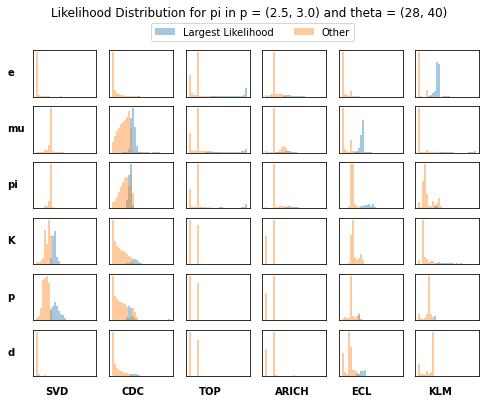 Likelihood Distribution for pi in p = (2.5, 3.0) and theta = (28, 40)
Largest Likelihood Other
e
mu
pi
K
p
d
SVD CDC TOP ARICH ECL KLM